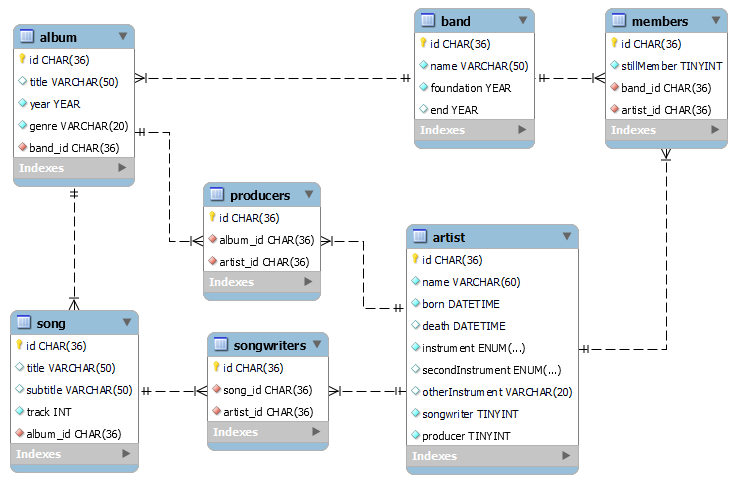 album
id CHAR(36)
title VARCHAR(50)
year YEAR
genre VARCHAR(20)
band_id CHAR(36)
Indexes
band
id CHAR(36)
name VARCHAR(50)
foundation YEAR
end YEAR
Indexes
members
id CHAR(36)
stillMember TINYINT
band_id CHAR(36)
artist_id CHAR(36)
Indexes
producers
id CHAR(36)
album_id CHAR(36)
artist_id CHAR(36)
Indexes
artist
id CHAR(36)
name VARCHAR(60)
born DATETIME
death DATETIME
instrument ENUM(...)
secondInstrument ENUM(...)
otherInstrument VARCHAR(20)
songwriter TINYINT
producer TINYINT
Indexes
song
id CHAR(36)
title VARCHAR(50)
subtitle VARCHAR(50)
track INT
album_id CHAR(36)
Indexes
songwriters
id CHAR(36)
song_id CHAR(36)
artist_id CHAR(36)
Indexes